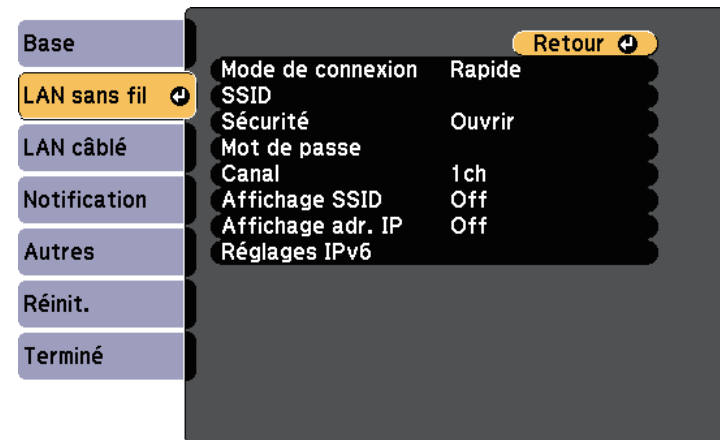 Base
LAN sans fil
LAN câblé
Notification
Autres
Réinit.
Terminé
Retour
Mode de connexion Rapide
SSID
Sécurité Ouvrir
Mot de passe
Canal 1ch
Affichage SSID Off
Affichage adr. IP Off
Réglages IPv6